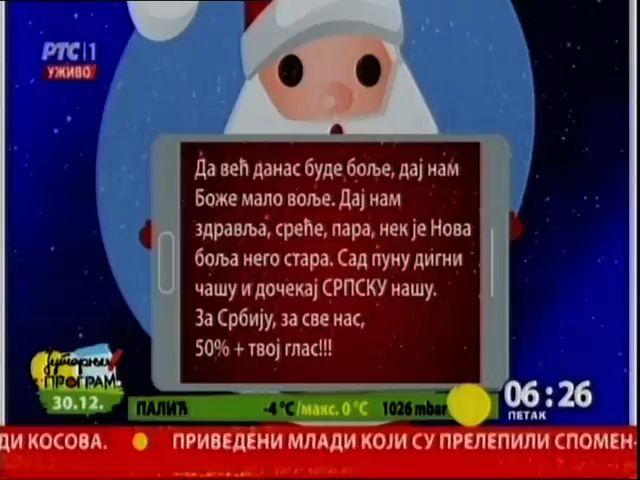 РТС|1
УЖИВО
Да већ данас буде боље, дај нам
Боже мало воље. Дај нам
здравља, среће, пара, нек је Нова
боља него стара. Сад пуну дигни
чашу и дочекај СРПСКУ нашу.
За Србију, за све нас,
50% + твој глас!!!
Јутарњи
ПРОГРАМ
30.12.
ПАЛИЋ -4 °C/макс. 0 °C 1026 mbar
06:26
ПЕТАК
ДИ КОСОВА. ПРИВЕДЕНИ МЛАДИ КОЈИ СУ ПРЕЛЕПИЛИ СПОМЕН-